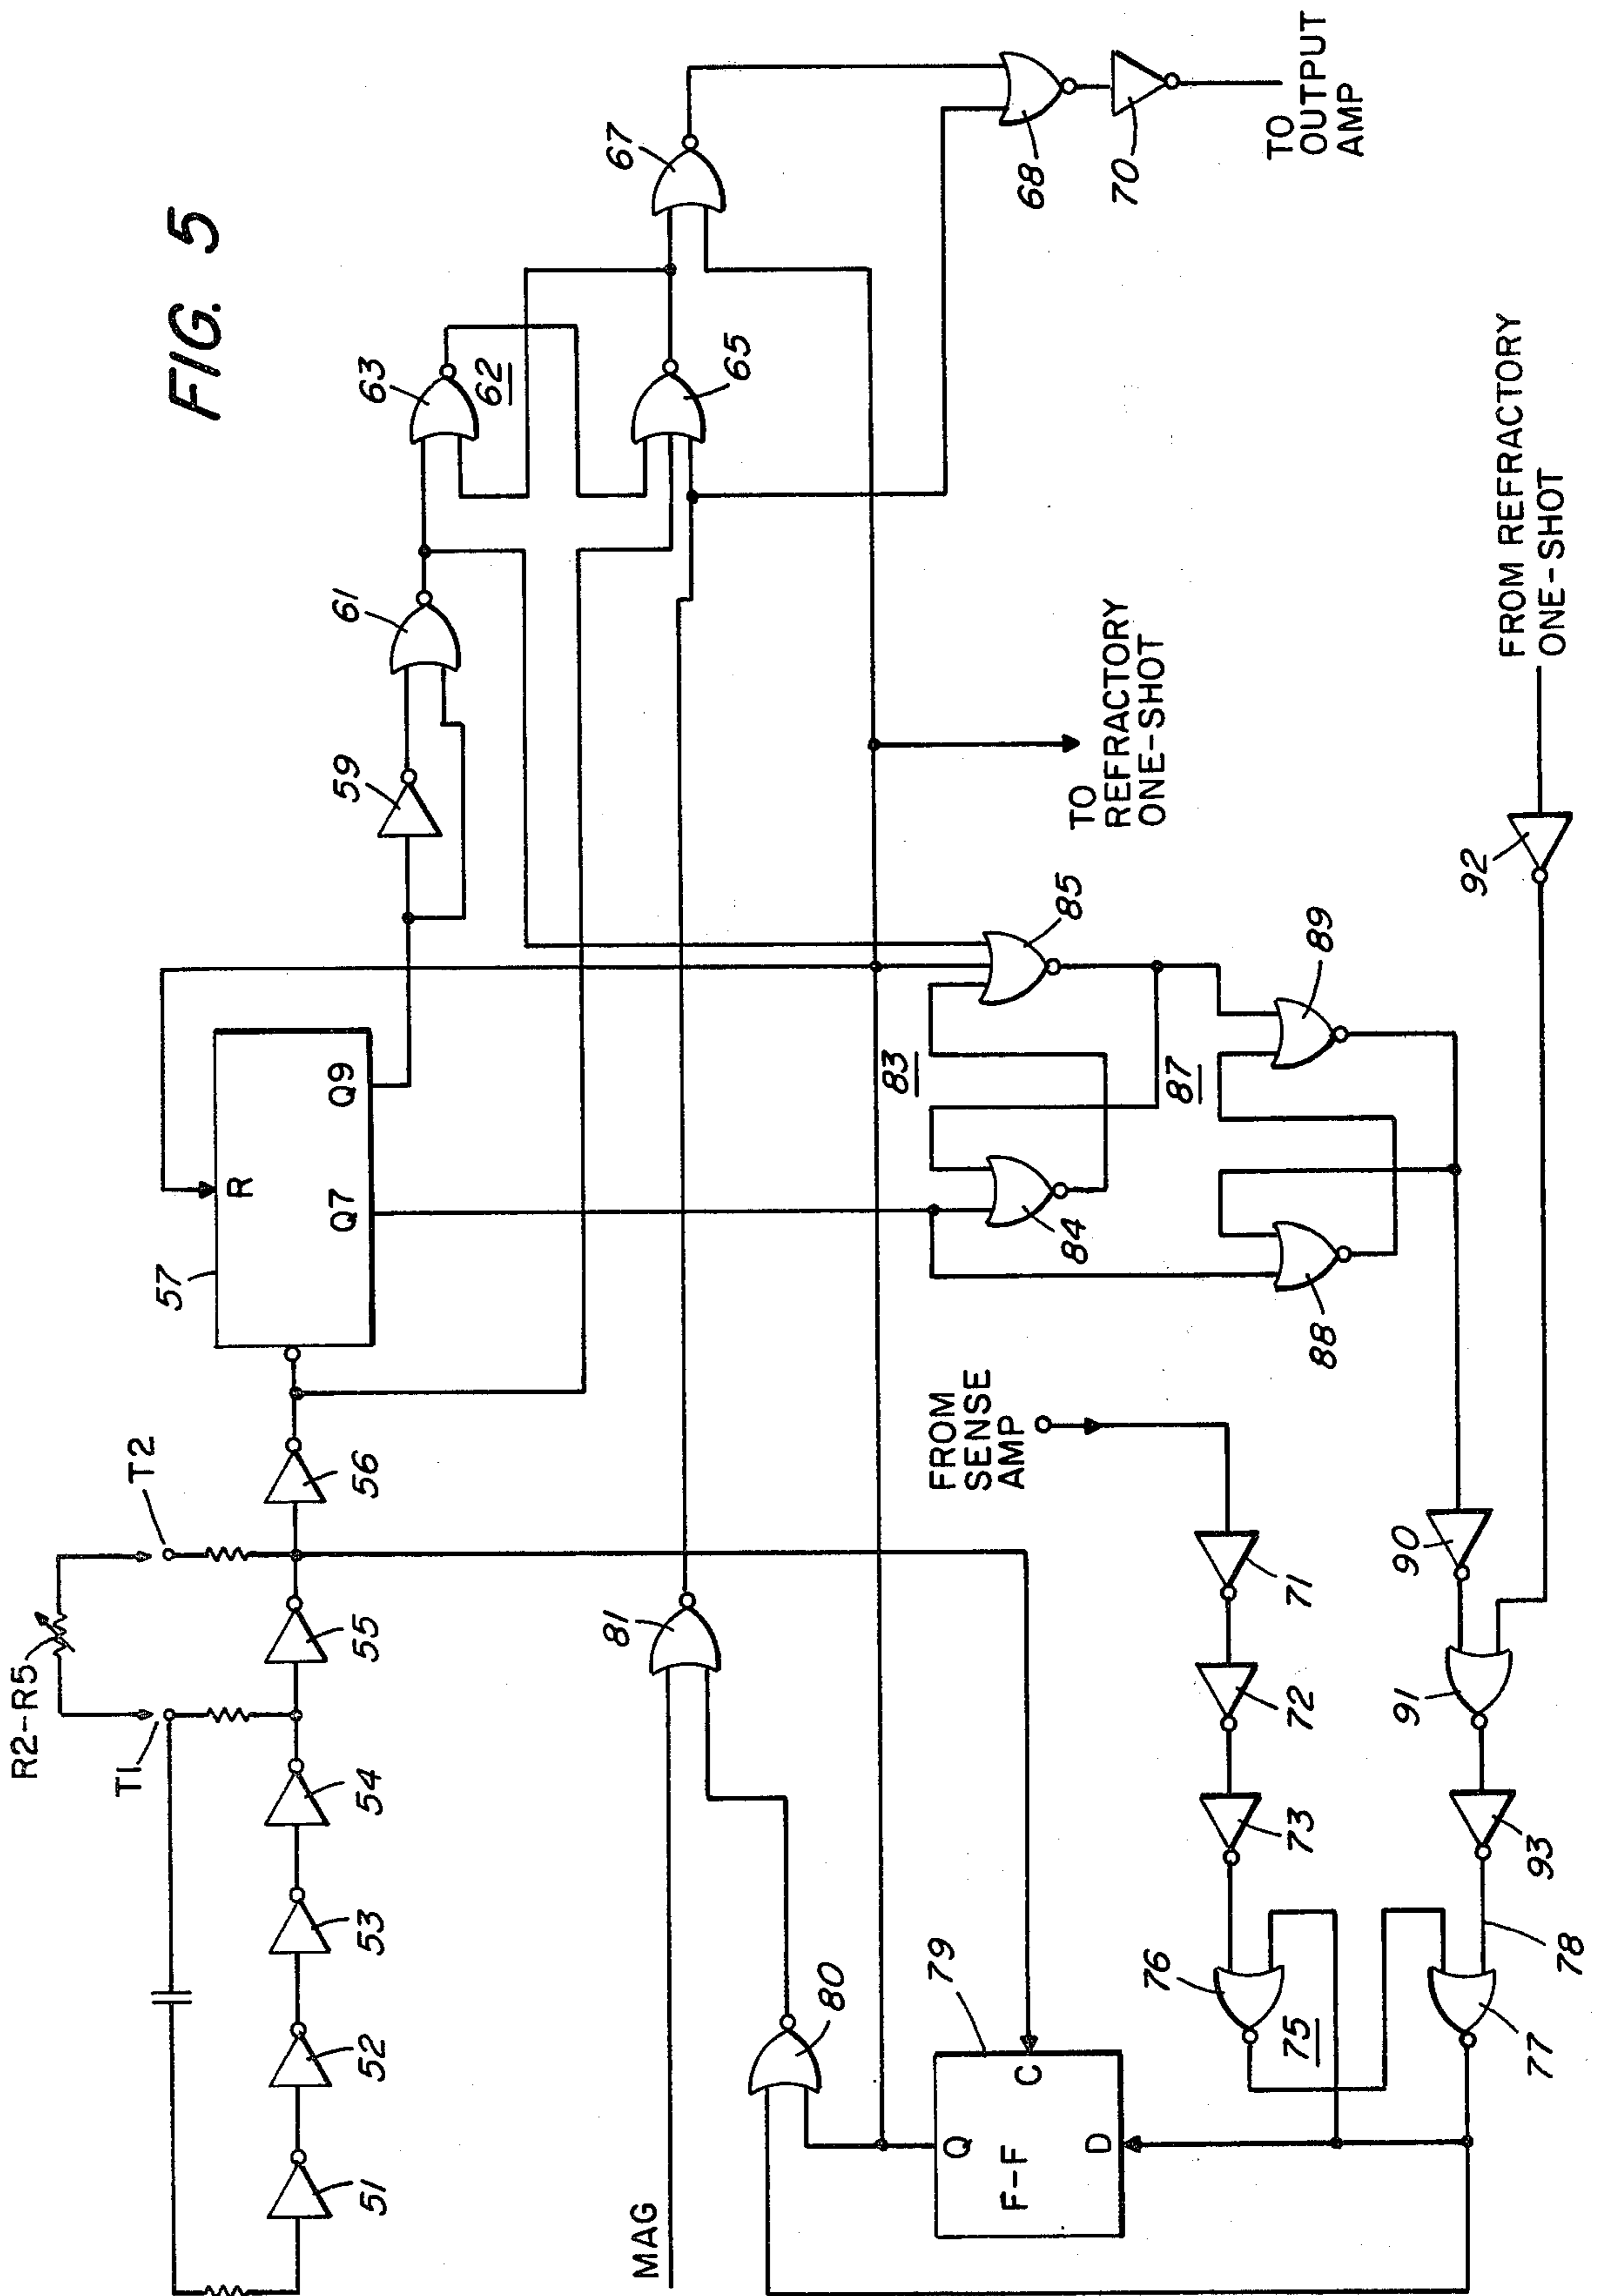 FIG. 5
R2-R5
T1
T2
51
52
53
54
55
56
57
R
Q7
Q9
59
61
63
62
65
67
68
70
TO
OUTPUT
AMP
MAG
81
80
79
Q
C
F-F
D
TO
REFRACTORY
ONE-SHOT
83
84
85
87
88
89
FROM
SENSE
AMP
71
72
73
76
75
77
78
90
91
93
92
FROM REFRACTORY
ONE-SHOT